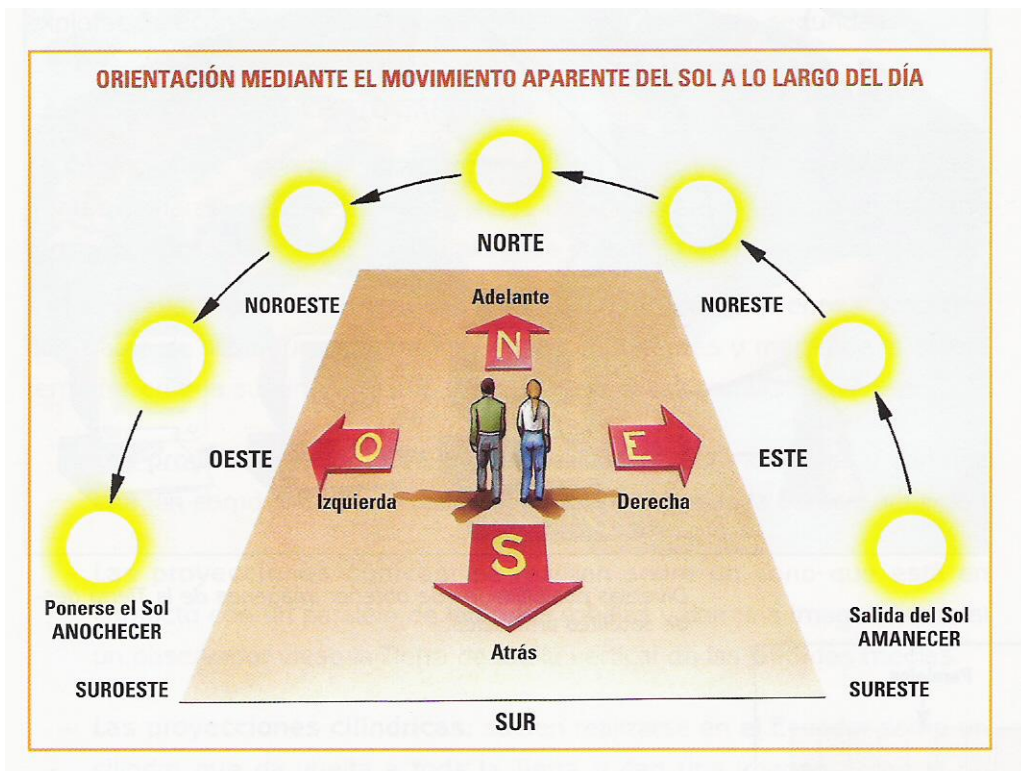 ORIENTACIÓN MEDIANTE EL MOVIMIENTO APARENTE DEL SOL A LO LARGO DEL DÍA
NORTE
NOROESTE
Adelante
NORESTE
N
OESTE
O
E
ESTE
Izquierda
Derecha
S
Ponerse el Sol
ANOCHECER
Salida del Sol
AMANECER
Atrás
SUROESTE
SURESTE
SUR